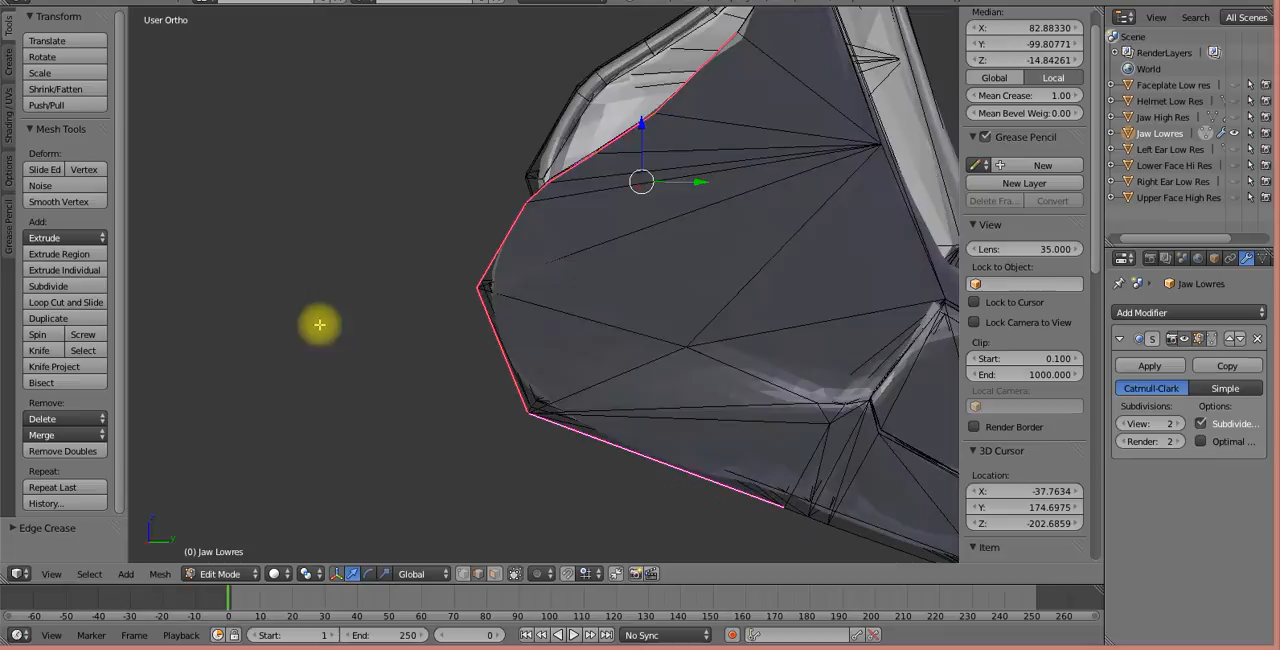 Tools
Create
Shading / UVs
Options
Grease Pencil
Transform
Translate
Rotate
Scale
Shrink/Fatten
Push/Pull
Mesh Tools
Deform:
Slide Ed
Vertex
Noise
Smooth Vertex
Add:
Extrude
Extrude Region
Extrude Individual
Subdivide
Loop Cut and Slide
Duplicate
Spin
Screw
Knife
Select
Knife Project
Bisect
Remove:
Delete
Merge
Remove Doubles
Repeat:
Repeat Last
History...
Edge Crease
User Ortho
z
y
(0) Jaw Lowres
View
Select
Add
Mesh
Edit Mode
Global
Median:
X: 82.88330
Y: -99.80771
Z: -14.84261
Global
Local
Mean Crease: 1.00
Mean Bevel Weig: 0.00
Grease Pencil
New
New Layer
Delete Fra...
Convert
View
Lens: 35.000
Lock to Object:
Lock to Cursor
Lock Camera to View
Clip:
Start: 0.100
End: 1000.000
Local Camera:
Render Border
3D Cursor
Location:
X: -37.7634
Y: 174.6975
Z: -202.6859
Item
View
Search
All Scenes
Scene
RenderLayers
World
Faceplate Low res
Helmet Low Res
Jaw High Res
Jaw Lowres
Left Ear Low Res
Lower Face Hi Res
Right Ear Low Res
Upper Face High Res
Jaw Lowres
Add Modifier
S
Apply
Copy
Catmull-Clark
Simple
Subdivisions:
Options:
View: 2
Subdivide...
Render: 2
Optimal ...
-60 -50 -40 -30 -20 -10 0 10 20 30 40 50 60 70 80 90 100 110 120 130 140 150 160 170 180 190 200 210 220 230 240 250 260
View
Marker
Frame
Playback
Start: 1
End: 250
0
No Sync